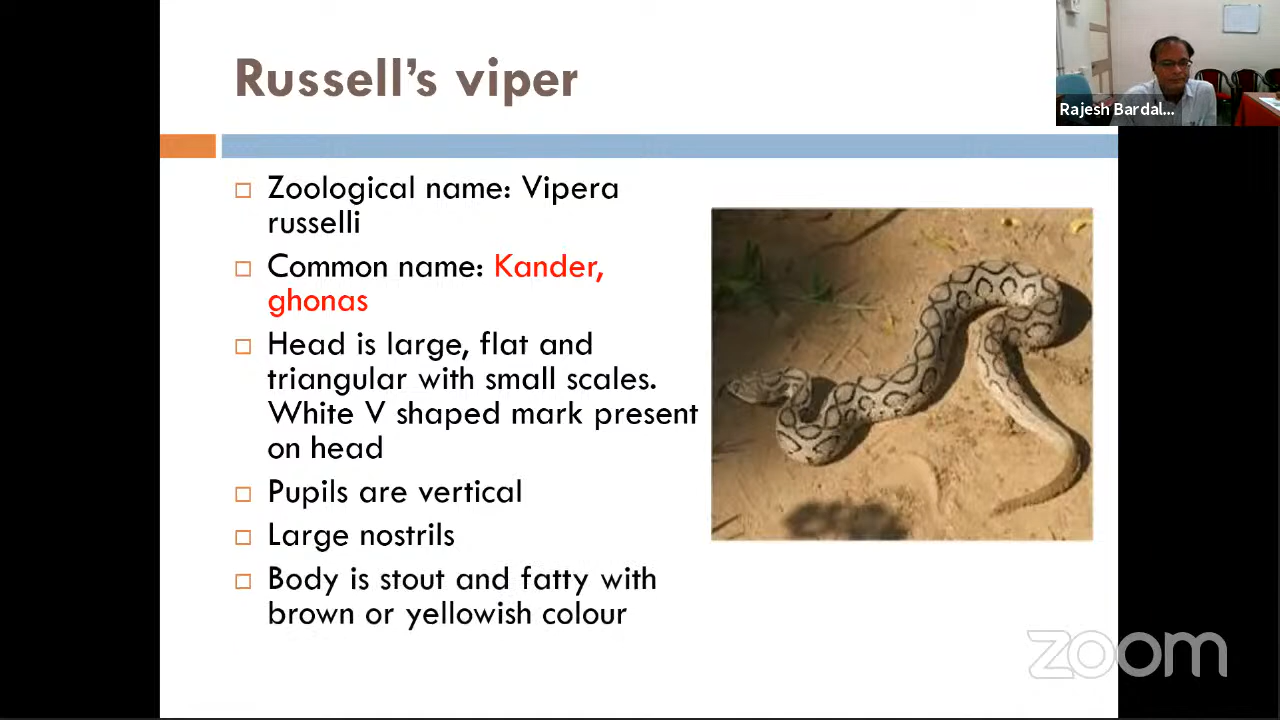 Russell’s viper
Rajesh Bardal...
Zoological name: Vipera
russelli
Common name: Kander,
ghonas
Head is large, flat and
triangular with small scales.
White V shaped mark present
on head
Pupils are vertical
Large nostrils
Body is stout and fatty with
brown or yellowish colour
zoom